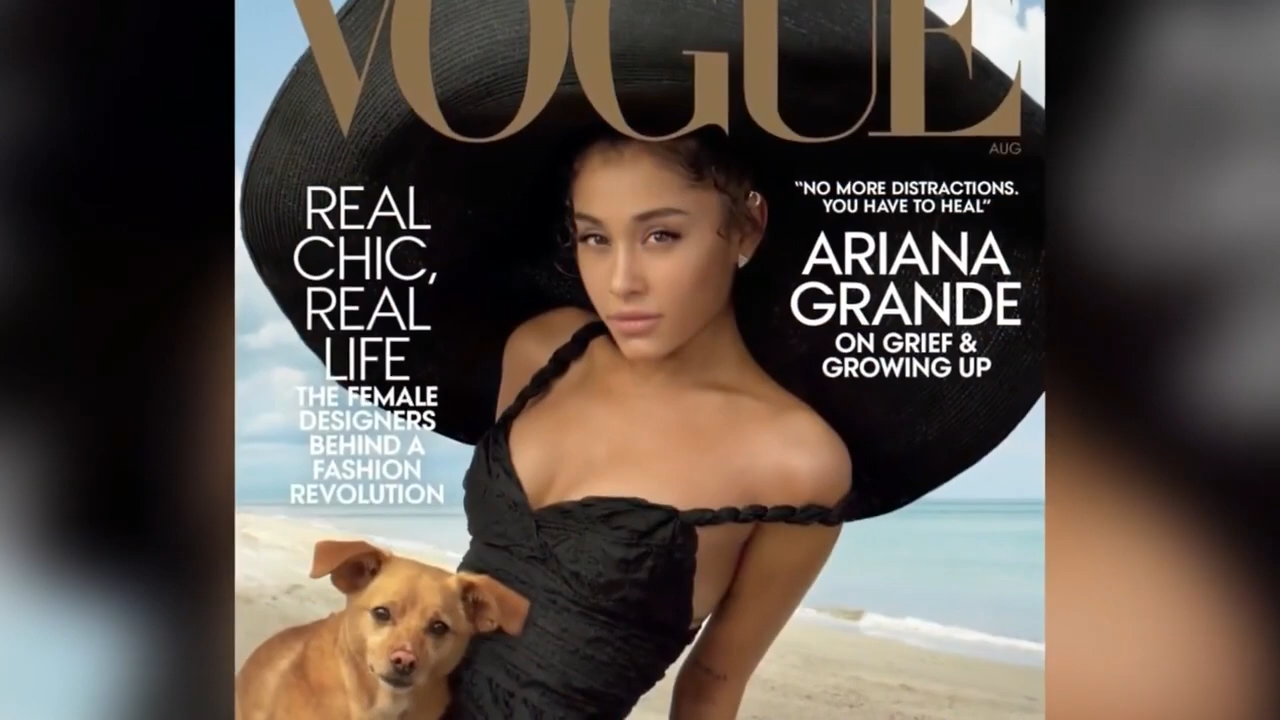 VOGUE
AUG
REAL
CHIC,
REAL
LIFE
THE FEMALE
DESIGNERS
BEHIND A
FASHION
REVOLUTION
"NO MORE DISTRACTIONS.
YOU HAVE TO HEAL"
ARIANA
GRANDE
ON GRIEF &
GROWING UP